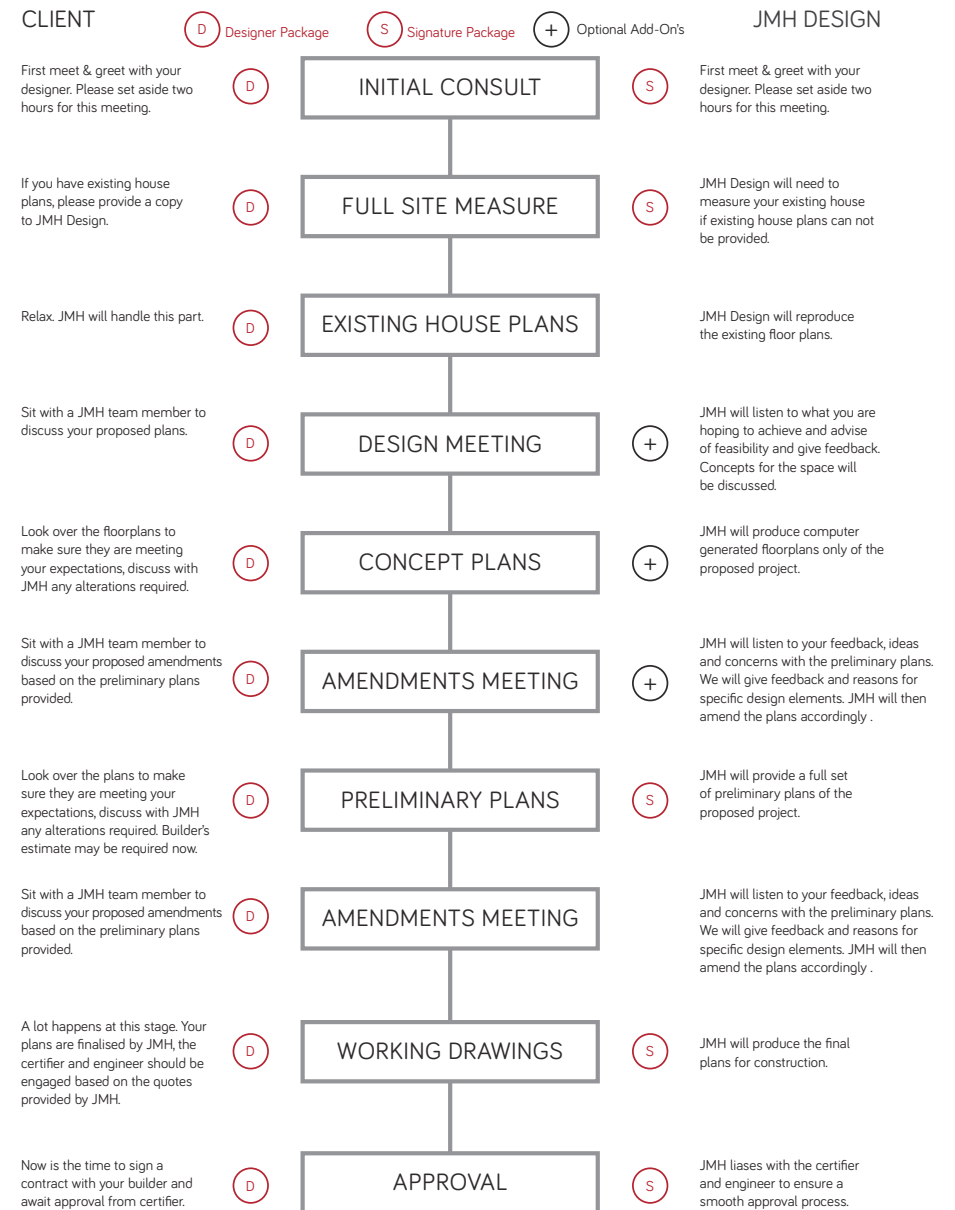 CLIENT
D Designer Package
S Signature Package
+ Optional Add-On's
JMH DESIGN
First meet & greet with your
designer. Please set aside two
hours for this meeting.
D
INITIAL CONSULT
S
First meet & greet with your
designer. Please set aside two
hours for this meeting.
If you have existing house
plans, please provide a copy
to JMH Design.
D
FULL SITE MEASURE
S
JMH Design will need to
measure your existing house
if existing house plans can not
be provided.
Relax. JMH will handle this part.
D
EXISTING HOUSE PLANS
JMH Design will reproduce
the existing floor plans.
Sit with a JMH team member to
discuss your proposed plans.
D
DESIGN MEETING
+
JMH will listen to what you are
hoping to achieve and advise
of feasibility and give feedback.
Concepts for the space will
be discussed.
Look over the floorplans to
make sure they are meeting
your expectations, discuss with
JMH any alterations required.
D
CONCEPT PLANS
+
JMH will produce computer
generated floorplans only of the
proposed project.
Sit with a JMH team member to
discuss your proposed amendments
based on the preliminary plans
provided.
D
AMENDMENTS MEETING
+
JMH will listen to your feedback, ideas
and concerns with the preliminary plans.
We will give feedback and reasons for
specific design elements. JMH will then
amend the plans accordingly .
Look over the plans to make
sure they are meeting your
expectations, discuss with JMH
any alterations required. Builder's
estimate may be required now.
D
PRELIMINARY PLANS
S
JMH will provide a full set
of preliminary plans of the
proposed project.
Sit with a JMH team member to
discuss your proposed amendments
based on the preliminary plans
provided.
D
AMENDMENTS MEETING
JMH will listen to your feedback, ideas
and concerns with the preliminary plans.
We will give feedback and reasons for
specific design elements. JMH will then
amend the plans accordingly .
A lot happens at this stage. Your
plans are finalised by JMH, the
certifier and engineer should be
engaged based on the quotes
provided by JMH.
D
WORKING DRAWINGS
S
JMH will produce the final
plans for construction.
Now is the time to sign a
contract with your builder and
await approval from certifier.
D
APPROVAL
S
JMH liases with the certifier
and engineer to ensure a
smooth approval process.